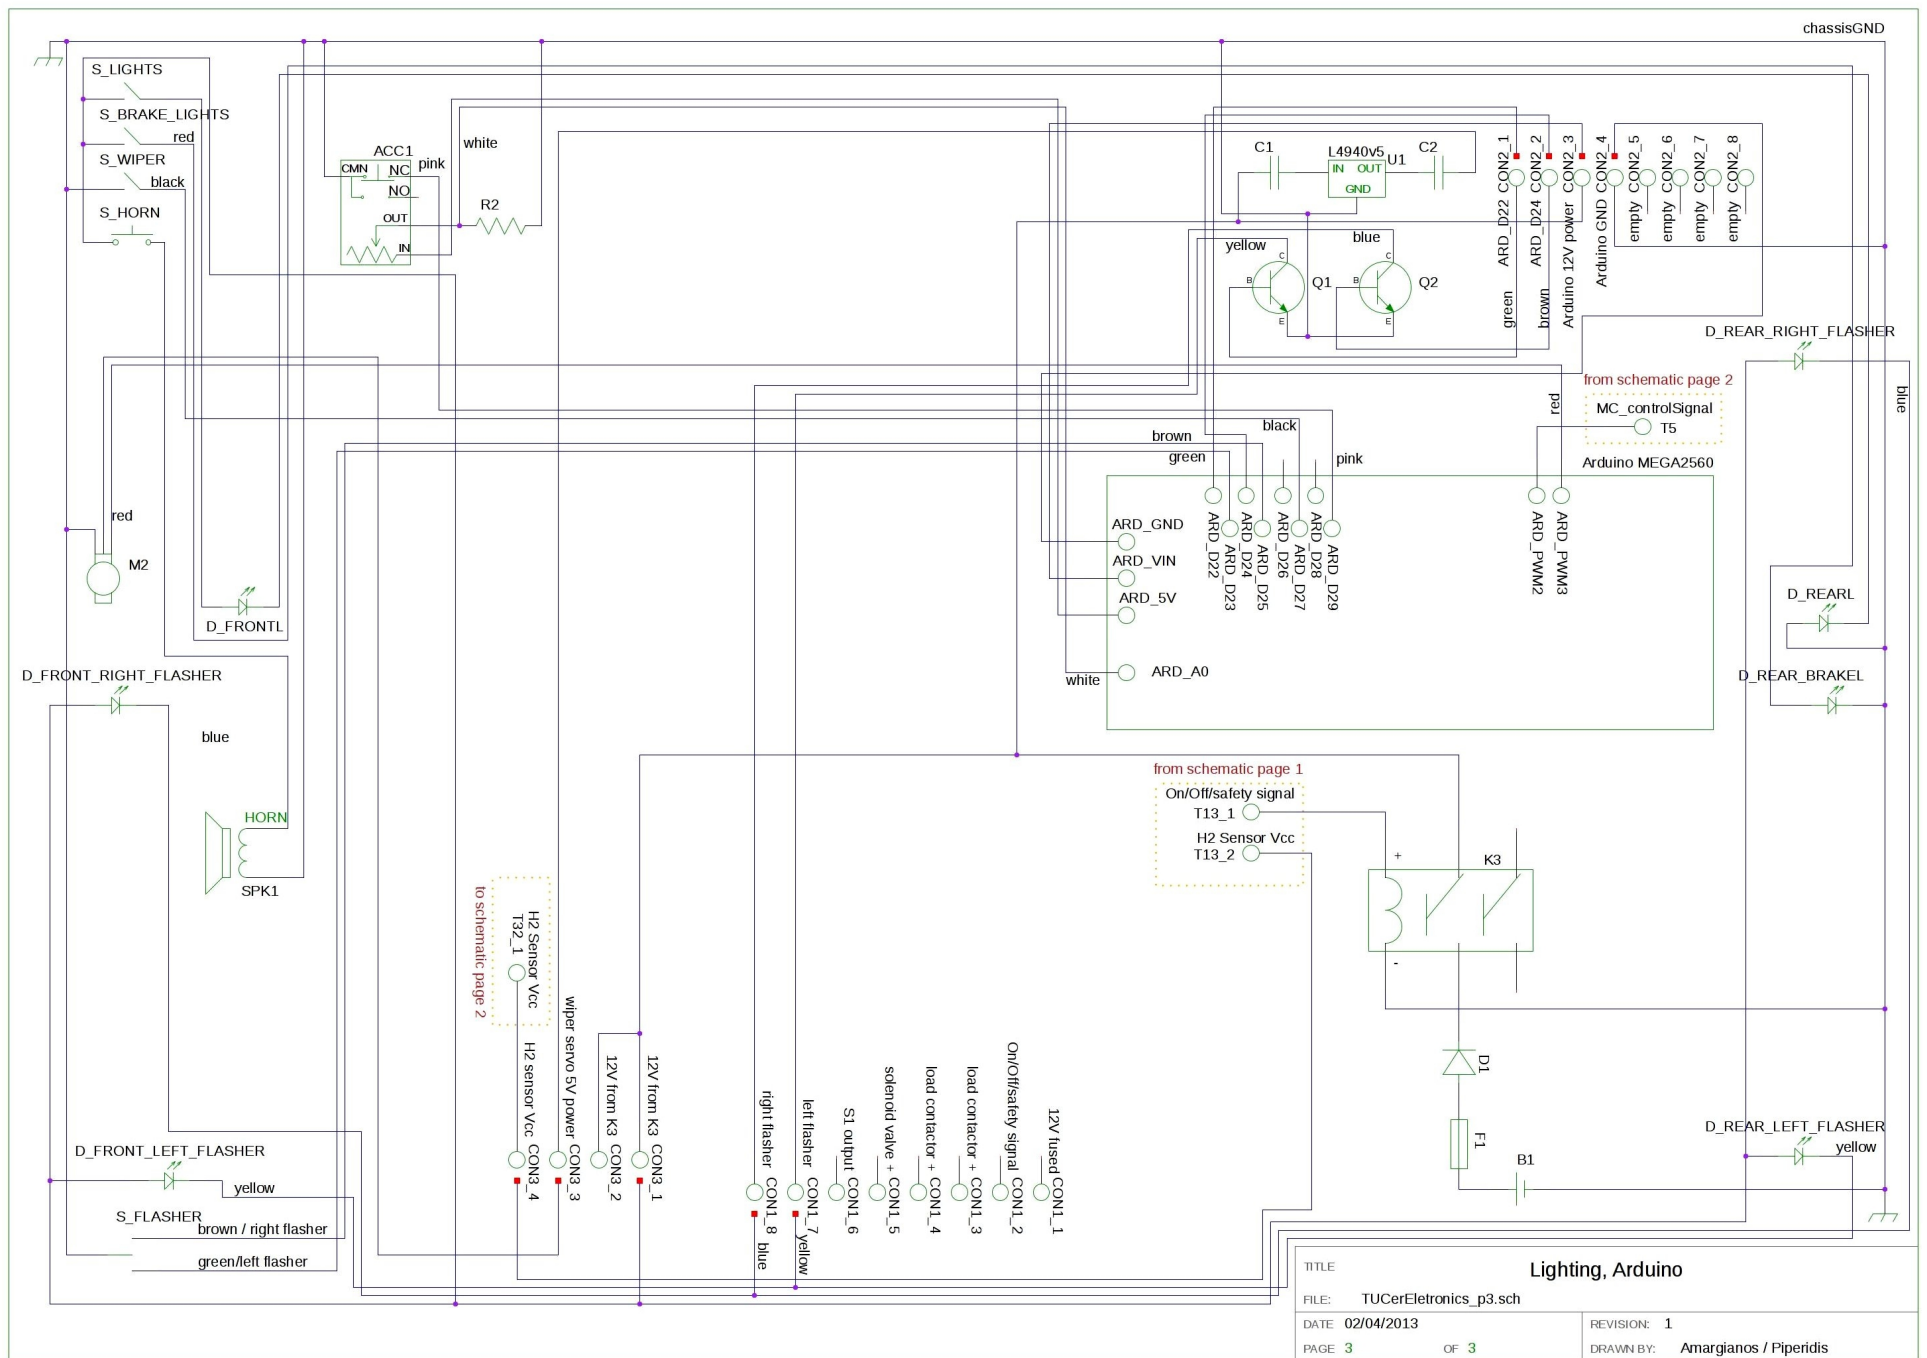 chassisGND
S_LIGHTS
S_BRAKE_LIGHTS
red
S_WIPER
black
S_HORN
ACC1
CMN
NC
pink
NO
OUT
IN
white
R2
C1
L4940v5
C2
IN OUT
U1
GND
ARD_D22 CON2_1
ARD_D24 CON2_2
Arduino 12V power CON2_3
Arduino GND CON2_4
empty CON2_5
empty CON2_6
empty CON2_7
empty CON2_8
yellow
blue
C
B
E
Q1
C
B
E
Q2
green
brown
D_REAR_RIGHT_FLASHER
blue
from schematic page 2
MC_controlSignal
T5
red
black
brown
green
pink
Arduino MEGA2560
ARD_GND
ARD_VIN
ARD_5V
white
ARD_A0
ARD_D22
ARD_D23
ARD_D24
ARD_D25
ARD_D26
ARD_D27
ARD_D28
ARD_D29
ARD_PWM2
ARD_PWM3
red
M2
D_FRONTL
D_REARL
D_REAR_BRAKEL
D_FRONT_RIGHT_FLASHER
blue
HORN
SPK1
from schematic page 1
On/Off/safety signal
T13_1
H2 Sensor Vcc
T13_2
+
K3
-
to schematic page 2
H2 Sensor Vcc
T32_1
H2 sensor Vcc CON3_4
wiper servo 5V power CON3_3
12V from K3 CON3_2
12V from K3 CON3_1
right flasher CON1_8
left flasher CON1_7
S1 output CON1_6
solenoid valve + CON1_5
load contactor + CON1_4
load contactor + CON1_3
On/Off/safety signal CON1_2
12V fused CON1_1
blue
yellow
D1
F1
B1
D_REAR_LEFT_FLASHER
yellow
D_FRONT_LEFT_FLASHER
yellow
S_FLASHER
brown / right flasher
green/left flasher
TITLE Lighting, Arduino
FILE: TUCerEletronics_p3.sch
DATE 02/04/2013 REVISION: 1
PAGE 3 OF 3 DRAWN BY: Amargianos / Piperidis